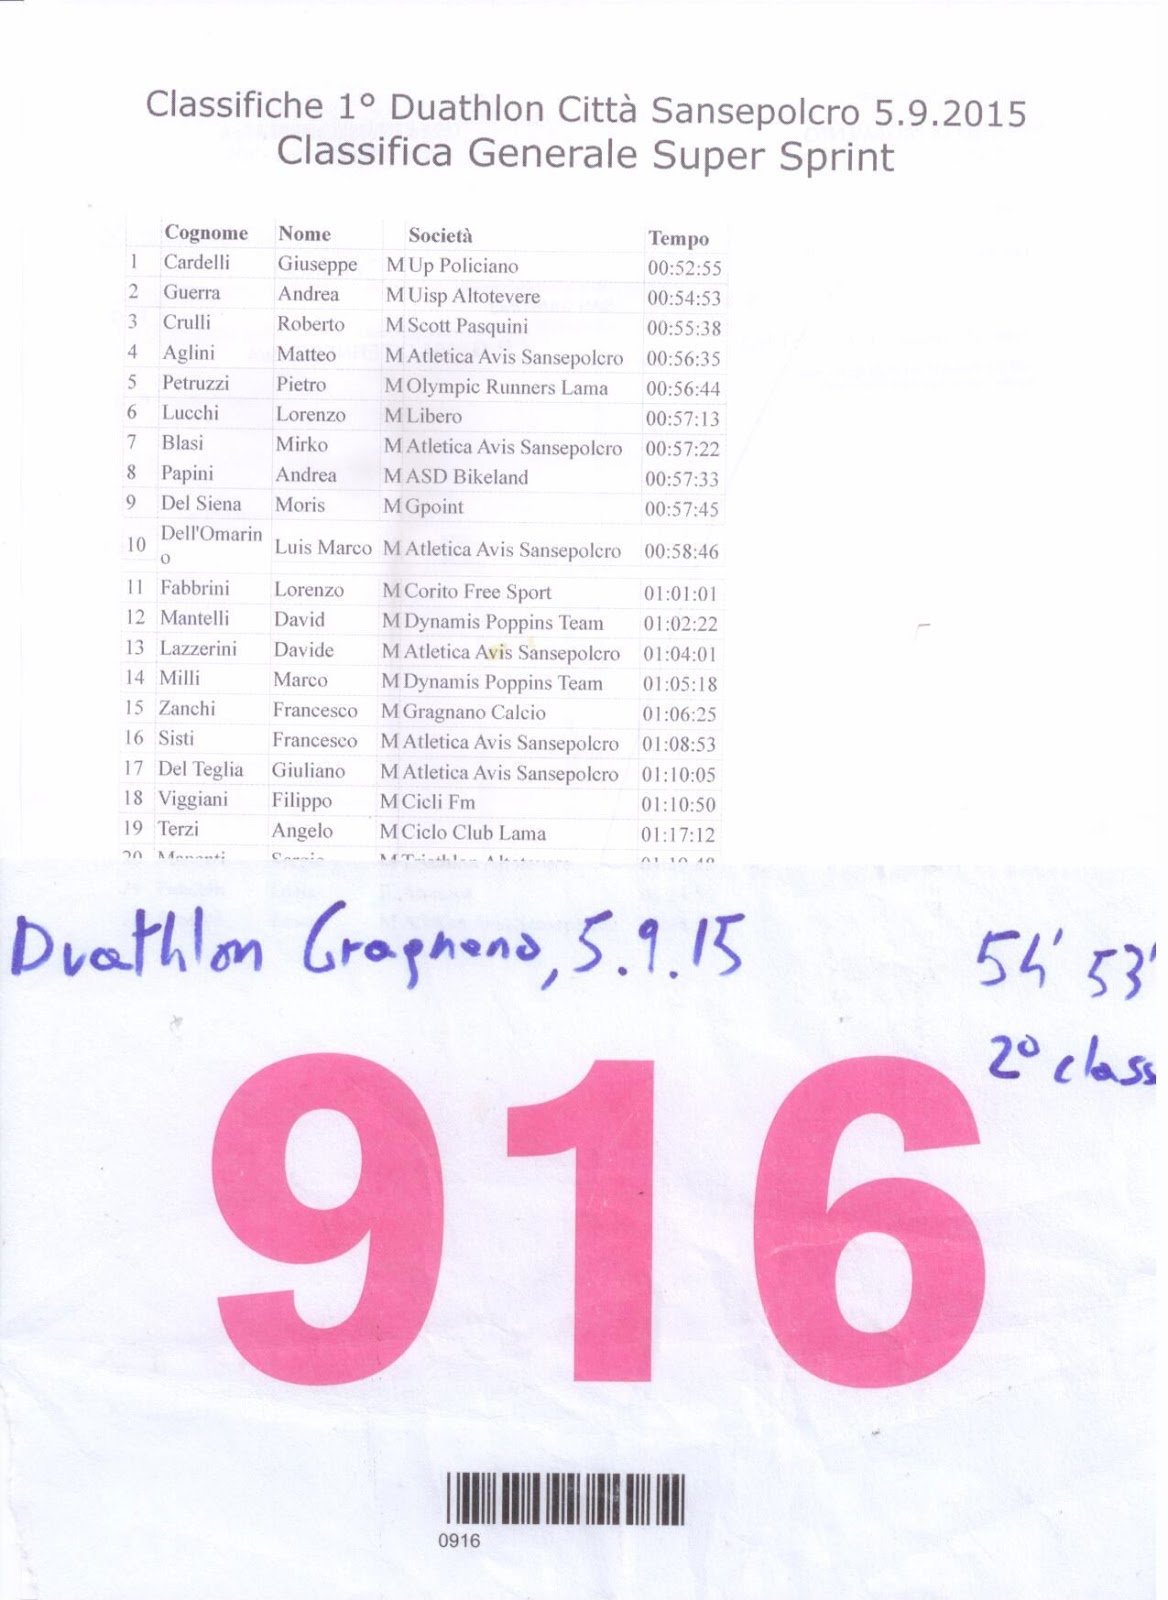 Classifiche 1° Duathlon Città Sansepolcro 5.9.2015
Classifica Generale Super Sprint
Cognome Nome Società Tempo
1 Cardelli Giuseppe M Up Policiano 00:52:55
2 Guerra Andrea M Uisp Altotevere 00:54:53
3 Crulli Roberto M Scott Pasquini 00:55:38
4 Aglini Matteo M Atletica Avis Sansepolcro 00:56:35
5 Petruzzi Pietro M Olympic Runners Lama 00:56:44
6 Lucchi Lorenzo M Libero 00:57:13
7 Blasi Mirko M Atletica Avis Sansepolcro 00:57:22
8 Papini Andrea M ASD Bikeland 00:57:33
9 Del Siena Moris M Gpoint 00:57:45
10 Dell'Omarin Luis Marco M Atletica Avis Sansepolcro 00:58:46
o
11 Fabbrini Lorenzo M Corito Free Sport 01:01:01
12 Mantelli David M Dynamis Poppins Team 01:02:22
13 Lazzerini Davide M Atletica Avis Sansepolcro 01:04:01
14 Milli Marco M Dynamis Poppins Team 01:05:18
15 Zanchi Francesco M Gragnano Calcio 01:06:25
16 Sisti Francesco M Atletica Avis Sansepolcro 01:08:53
17 Del Teglia Giuliano M Atletica Avis Sansepolcro 01:10:05
18 Viggiani Filippo M Cicli Fm 01:10:50
19 Terzi Angelo M Ciclo Club Lama 01:17:12
20 M Triathlon Altotevere
Duathlon Gragnano, 5.9.15 54' 53'
2° class
916
0916